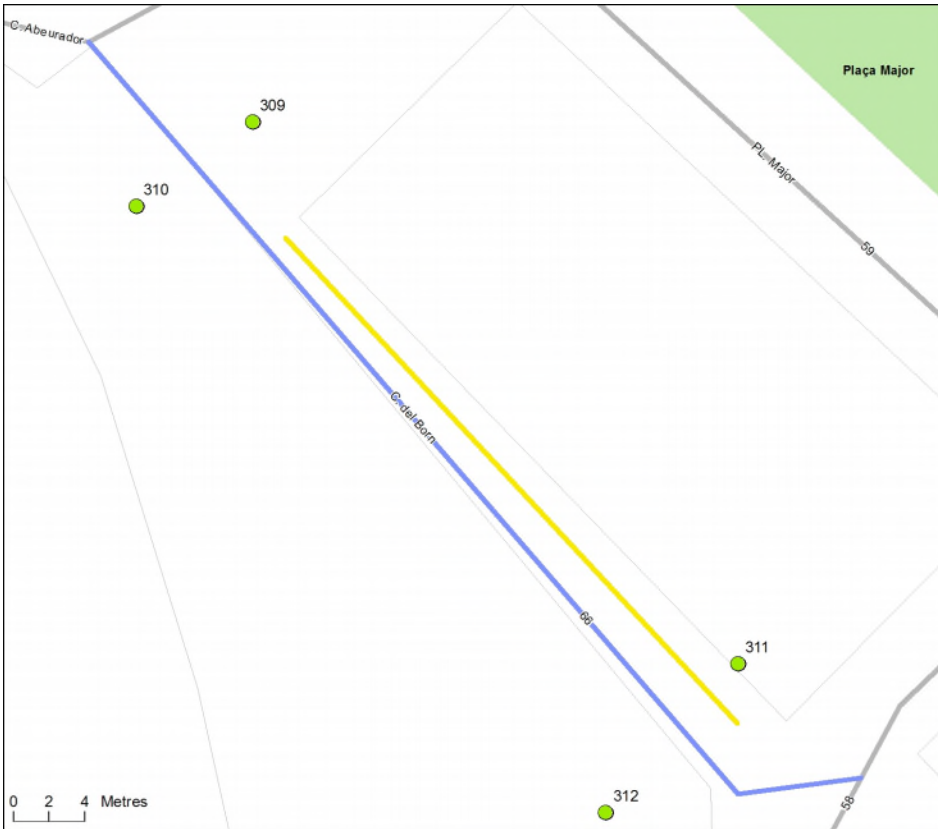 C. Abeurador
Plaça Major
309
PL. Major
310
59
C. del Born
66
311
0 2 4 Metres
312
58